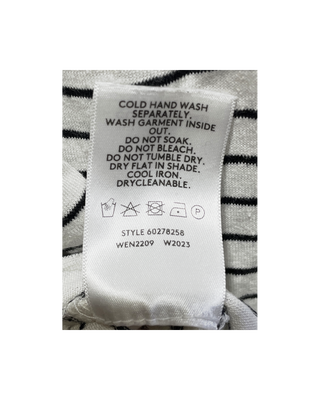 COLD HAND WASH
SEPARATELY.
WASH GARMENT INSIDE
OUT.
DO NOT SOAK.
DO NOT BLEACH.
DO NOT TUMBLE DRY.
DRY FLAT IN SHADE.
COOL IRON.
DRYCLEANABLE.
P
STYLE 60278258
WEN2209 W2023